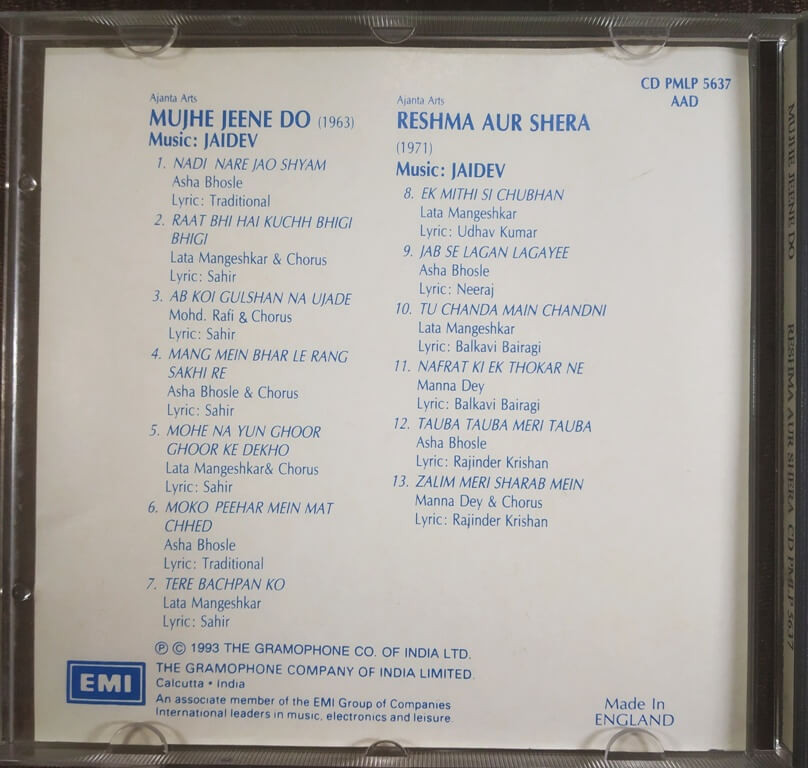 Ajanta Arts
MUJHE JEENE DO (1963)
Music: JAIDEV
1. NADI NARE JAO SHYAM
Asha Bhosle
Lyric: Traditional
2. RAAT BHI HAI KUCHH BHIGI
BHIGI
Lata Mangeshkar & Chorus
Lyric: Sahir
3. AB KOI GULSHAN NA UJADE
Mohd. Rafi & Chorus
Lyric: Sahir
4. MANG MEIN BHAR LE RANG
SAKHI RE
Asha Bhosle & Chorus
Lyric: Sahir
5. MOHE NA YUN GHOOR
GHOOR KE DEKHO
Lata Mangeshkar& Chorus
Lyric: Sahir
6. MOKO PEEHAR MEIN MAT
CHHED
Asha Bhosle
Lyric: Traditional
7. TERE BACHPAN KO
Lata Mangeshkar
Lyric: Sahir
Ajanta Arts
RESHMA AUR SHERA
(1971)
Music: JAIDEV
8. EK MITHI SI CHUBHAN
Lata Mangeshkar
Lyric: Udhav Kumar
9. JAB SE LAGAN LAGAYEE
Asha Bhosle
Lyric: Neeraj
10. TU CHANDA MAIN CHANDNI
Lata Mangeshkar
Lyric: Balkavi Bairagi
11. NAFRAT KI EK THOKAR NE
Manna Dey
Lyric: Balkavi Bairagi
12. TAUBA TAUBA MERI TAUBA
Asha Bhosle
Lyric: Rajinder Krishan
13. ZALIM MERI SHARAB MEIN
Manna Dey & Chorus
Lyric: Rajinder Krishan
CD PMLP 5637
AAD
℗ © 1993 THE GRAMOPHONE CO. OF INDIA LTD.
EMI
THE GRAMOPHONE COMPANY OF INDIA LIMITED.
Calcutta • India
An associate member of the EMI Group of Companies
International leaders in music, electronics and leisure.
Made In
ENGLAND
MUJHE JEENE DO RESHMA AUR SHERA CD PMLP 5637